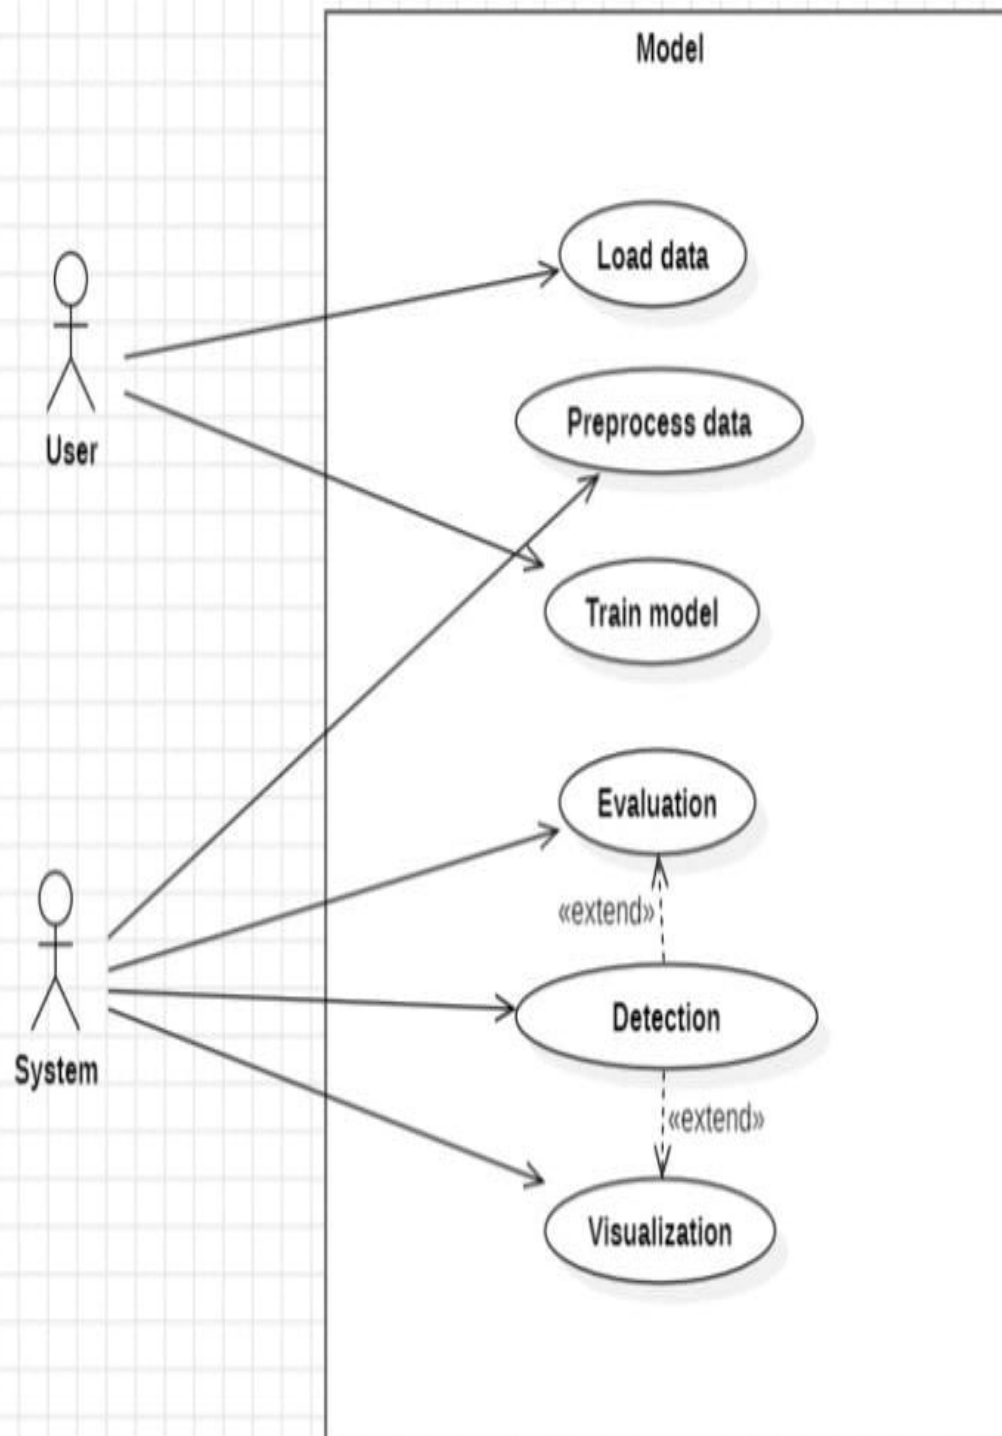 Model
Load data
Preprocess data
User
Train model
Evaluation
«extend»
Detection
System
«extend»
Visualization